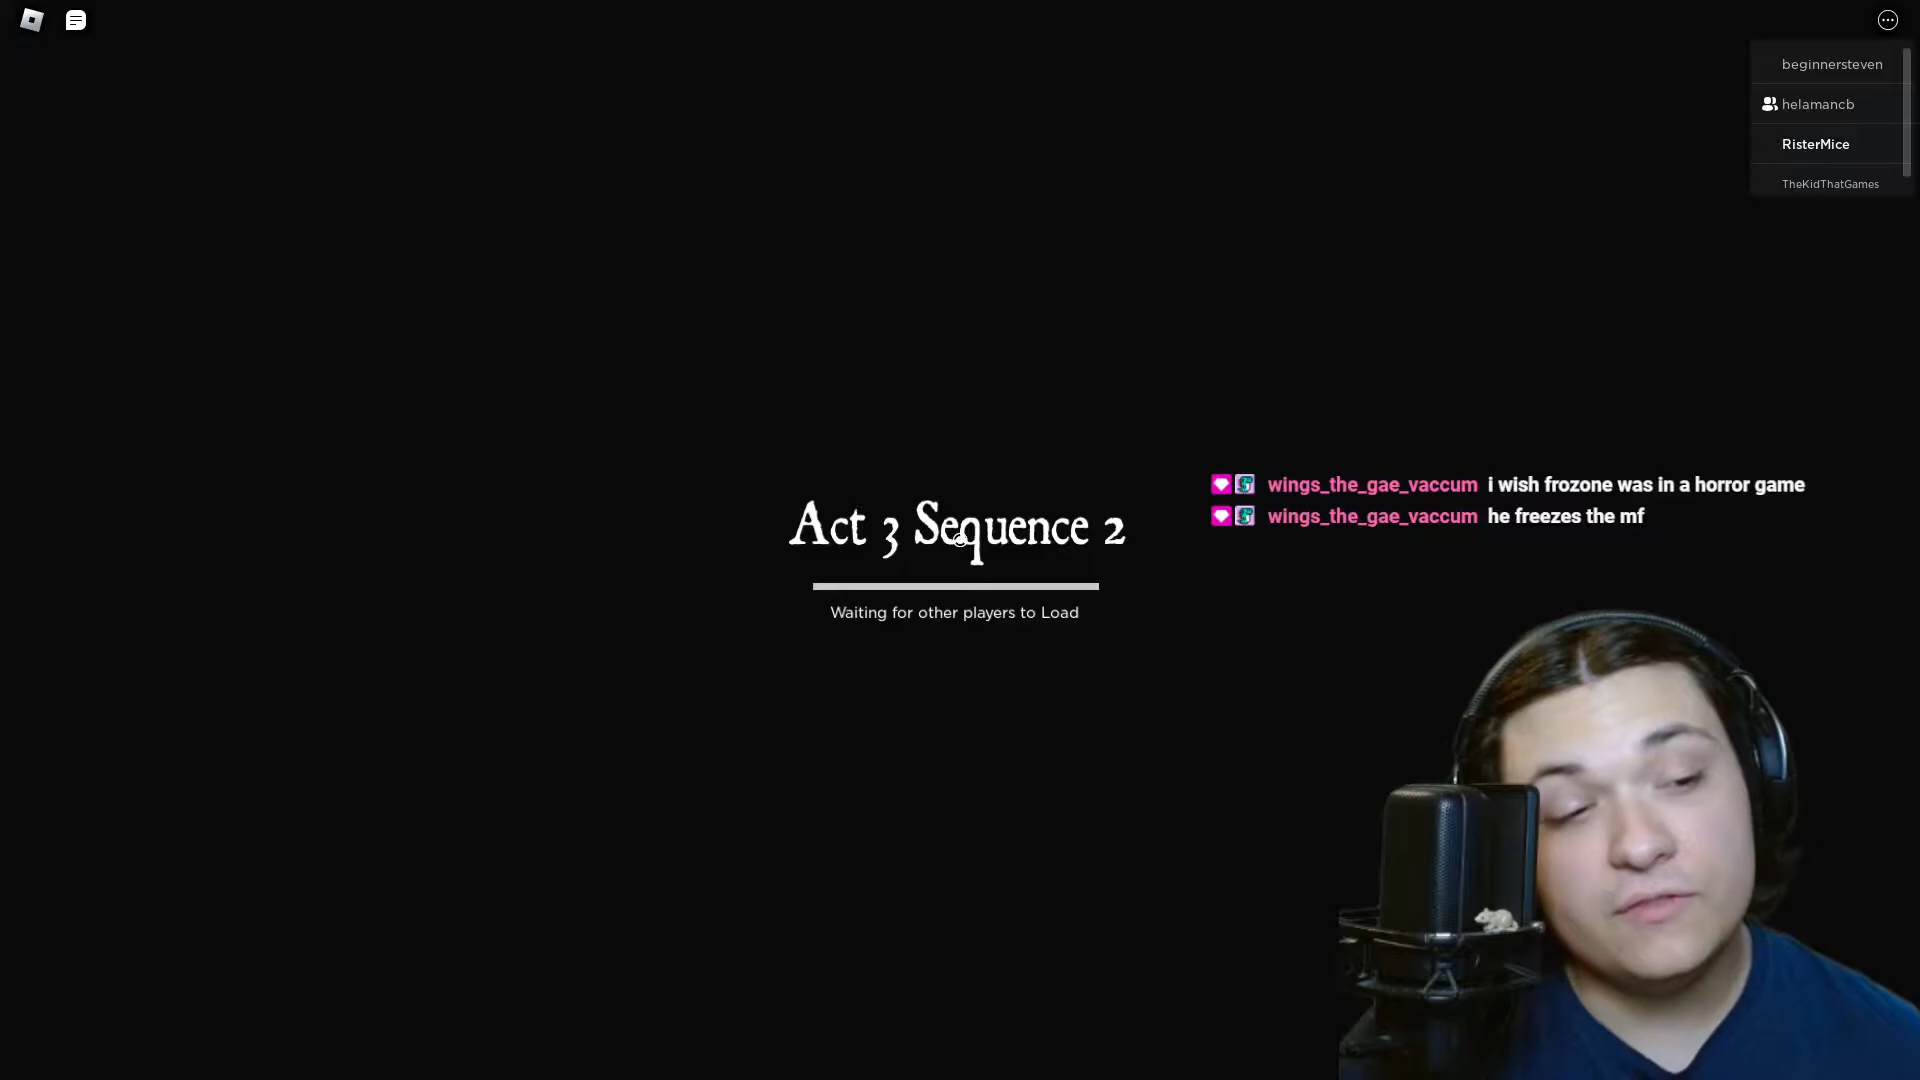 beginnersteven
helamancb
RisterMice
TheKidThatGames
wings_the_gae_vaccum i wish frozone was in a horror game
wings_the_gae_vaccum he freezes the mf
Act 3 Sequence 2
Waiting for other players to Load